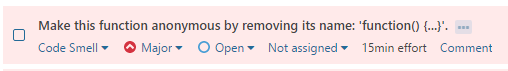 Make this function anonymous by removing its name: 'function() {...}'. ...
Code Smell Major Open Not assigned 15min effort Comment